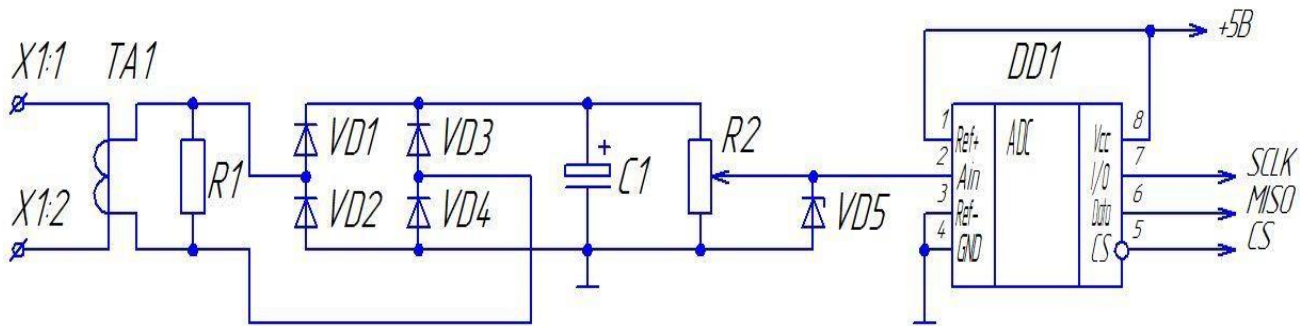 X1:1
TA1
R1
X1:2
VD1
VD2
VD3
VD4
+
C1
R2
VD5
DD1
+5В
1
2
3
4
Ref+
Ain
Ref-
GND
ADC
Vcc
I/O
Data
CS
8
7
6
5
SCLK
MISO
CS